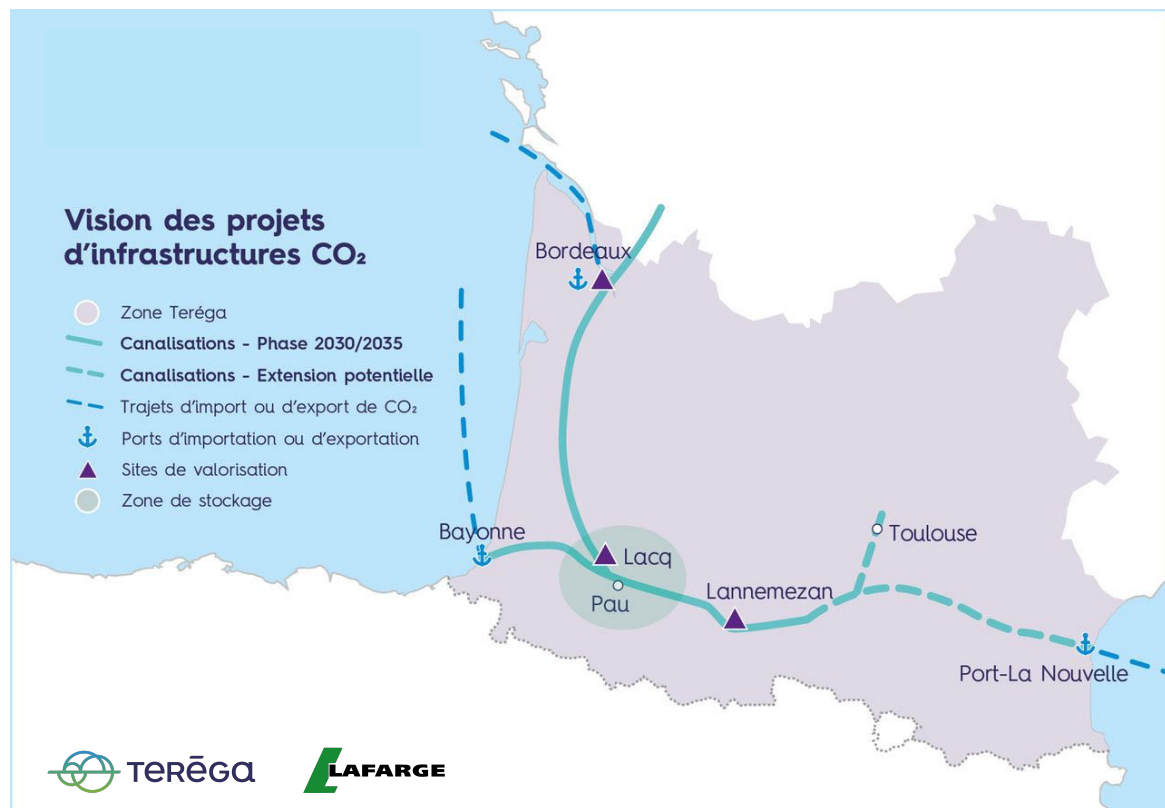 Vision des projets
d'infrastructures CO₂
Zone Teréga
Canalisations - Phase 2030/2035
Canalisations - Extension potentielle
Trajets d'import ou d'export de CO₂
Ports d'importation ou d'exportation
Sites de valorisation
Zone de stockage
Bordeaux
Bayonne
Lacq
Pau
Lannemezan
Toulouse
Port-La Nouvelle
TERĒGA
LAFARGE